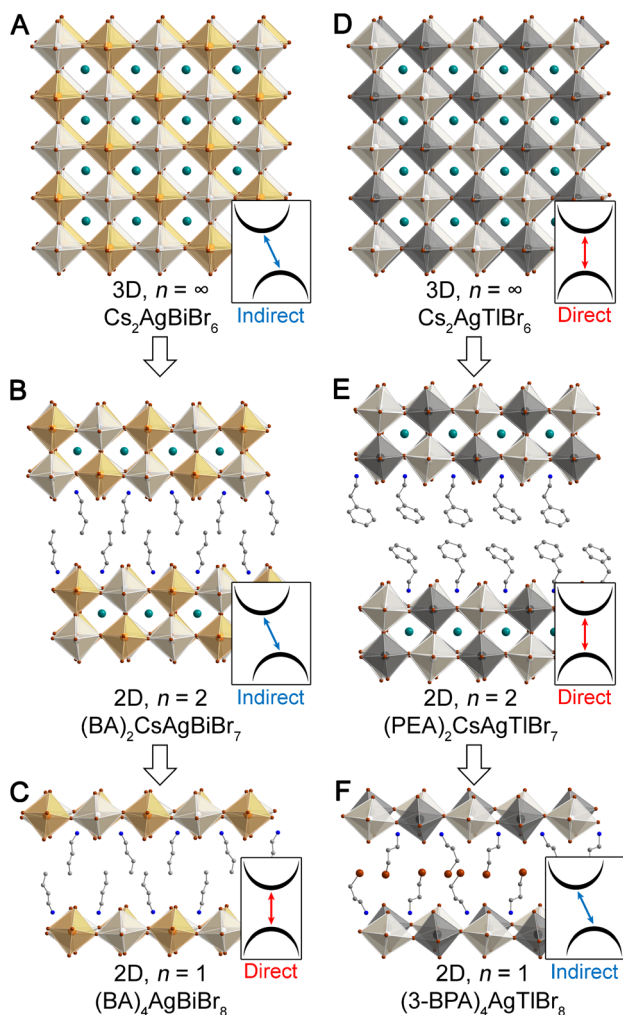 A
3D, n = ∞
Cs₂AgBiBr₆
Indirect
B
2D, n = 2
(BA)₂CsAgBiBr₇
Indirect
C
2D, n = 1
(BA)₄AgBiBr₈
Direct
D
3D, n = ∞
Cs₂AgTlBr₆
Direct
E
2D, n = 2
(PEA)₂CsAgTlBr₇
Direct
F
2D, n = 1
(3-BPA)₄AgTlBr₈
Indirect